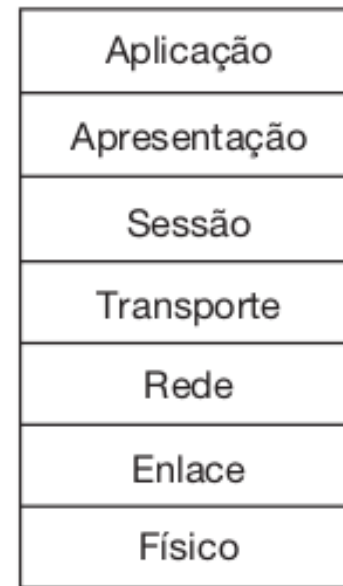 Aplicação
Apresentação
Sessão
Transporte
Rede
Enlace
Físico